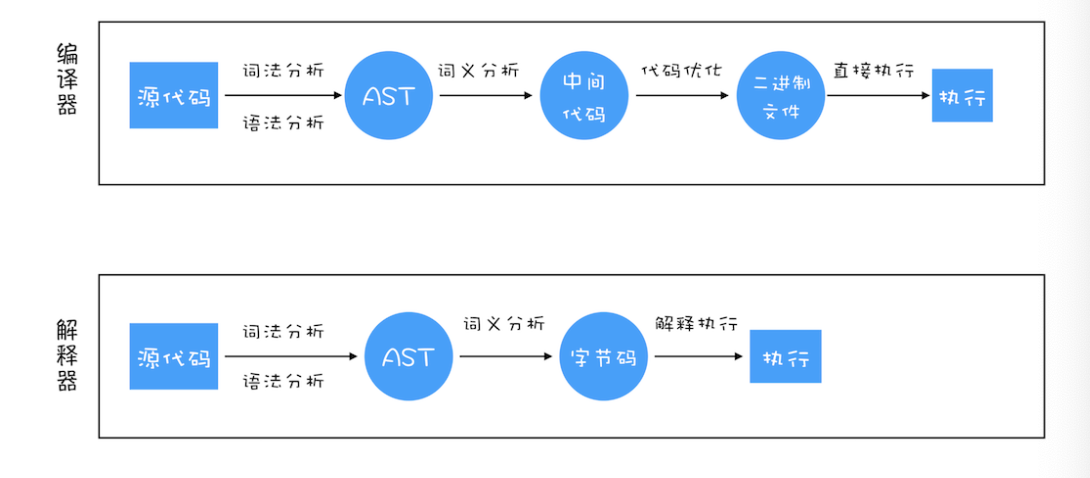 编译器
源代码
词法分析
语法分析
AST
词义分析
中间
代码
代码优化
二进制
文件
直接执行
执行
解释器
源代码
词法分析
语法分析
AST
词义分析
字节码
解释执行
执行